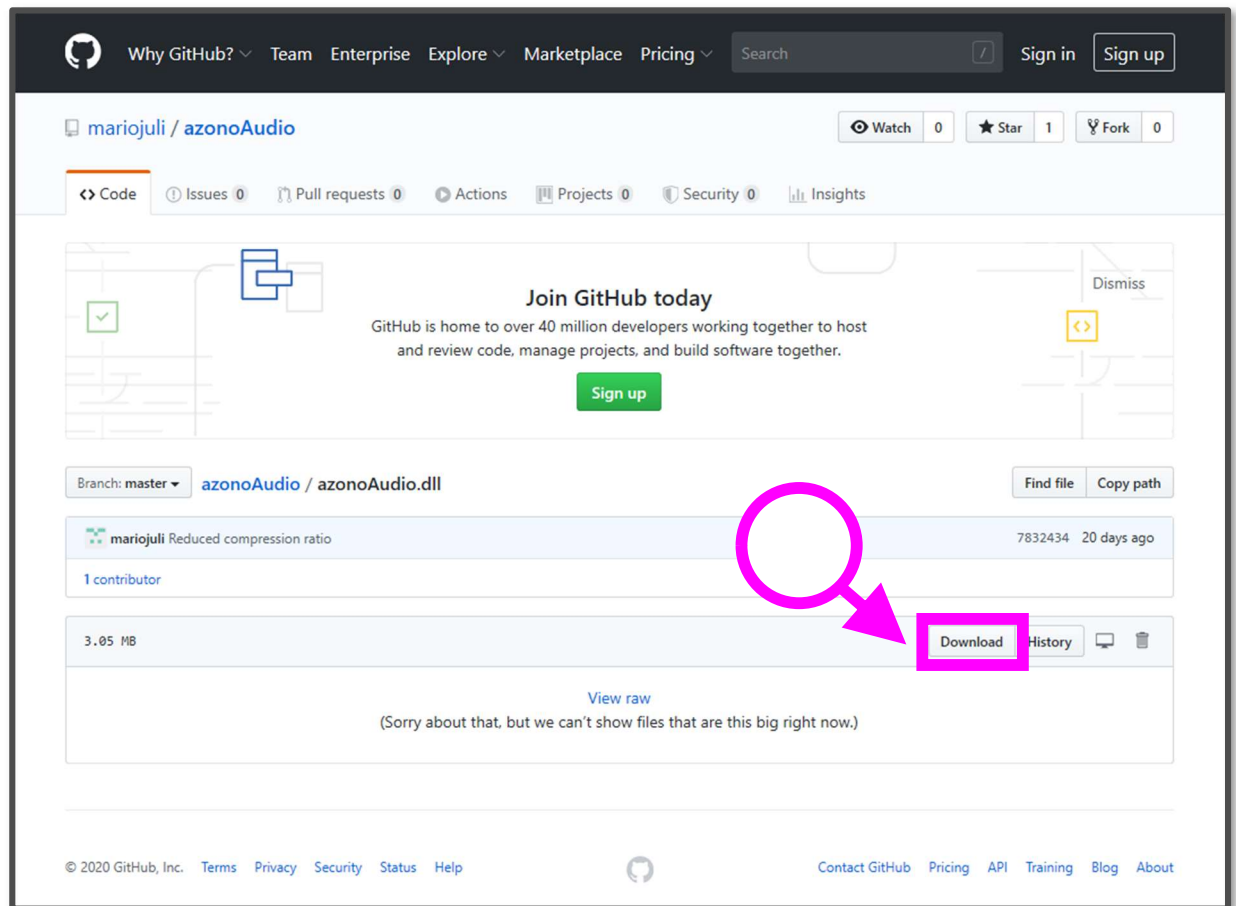 Why GitHub? Team Enterprise Explore Marketplace Pricing Search / Sign in Sign up
mariojuli / azonoAudio Watch 0 Star 1 Fork 0
Code Issues 0 Pull requests 0 Actions Projects 0 Security 0 Insights
Dismiss
Join GitHub today
GitHub is home to over 40 million developers working together to host
and review code, manage projects, and build software together.
Sign up
Branch: master azonoAudio / azonoAudio.dll Find file Copy path
mariojuli Reduced compression ratio 7832434 20 days ago
1 contributor
3.05 MB Download History
View raw
(Sorry about that, but we can’t show files that are this big right now.)
© 2020 GitHub, Inc. Terms Privacy Security Status Help Contact GitHub Pricing API Training Blog About